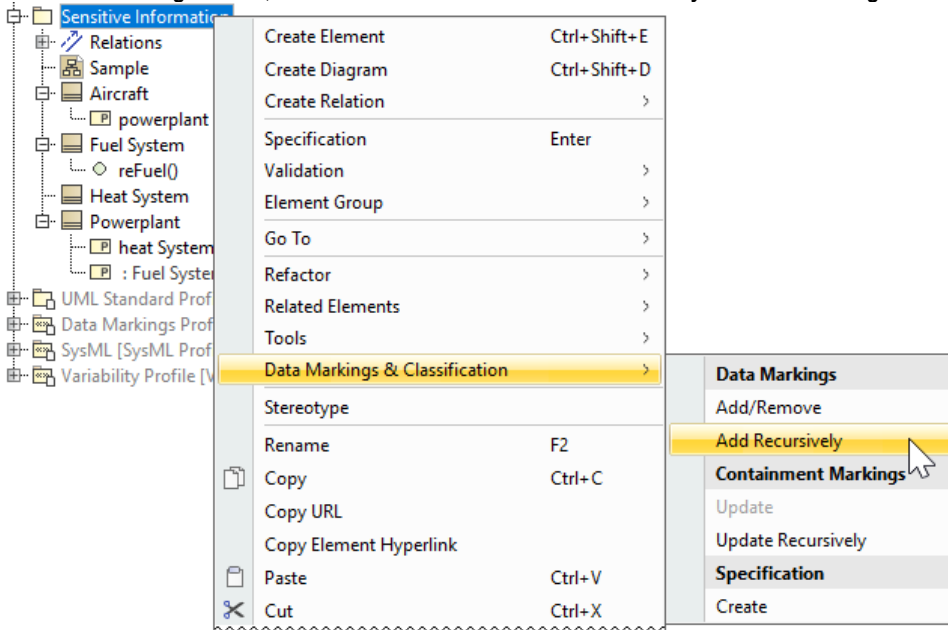 Sensitive Information
Relations
Sample
Aircraft
powerplant
Fuel System
reFuel()
Heat System
Powerplant
heat System
: Fuel Syste
UML Standard Prof
Data Markings Prof
SysML [SysML Prof
Variability Profile [V
Create Element Ctrl+Shift+E
Create Diagram Ctrl+Shift+D
Create Relation
Specification Enter
Validation
Element Group
Go To
Refactor
Related Elements
Tools
Data Markings & Classification
Stereotype
Rename F2
Copy Ctrl+C
Copy URL
Copy Element Hyperlink
Paste Ctrl+V
Cut Ctrl+X
Data Markings
Add/Remove
Add Recursively
Containment Markings
Update
Update Recursively
Specification
Create